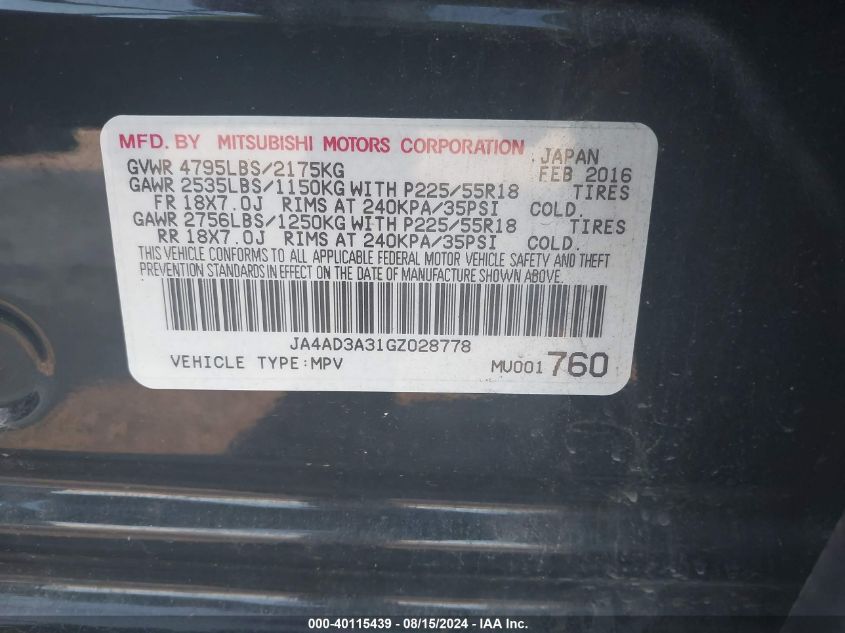 MFD. BY MITSUBISHI MOTORS CORPORATION JAPAN
GVWR 4795LBS/2175KG FEB 2016
GAWR 2535LBS/1150KG WITH P225/55R18 TIRES
FR 18X7.0J RIMS AT 240KPA/35PSI COLD.
GAWR 2756LBS/1250KG WITH P225/55R18 TIRES
RR 18X7.0J RIMS AT 240KPA/35PSI COLD.
THIS VEHICLE CONFORMS TO ALL APPLICABLE FEDERAL MOTOR VEHICLE SAFETY AND THEFT
PREVENTION STANDARDS IN EFFECT ON THE DATE OF MANUFACTURE SHOWN ABOVE.
JA4AD3A31GZ028778
VEHICLE TYPE:MPV MU001 760
000-40115439 - 08/15/2024 - IAA Inc.